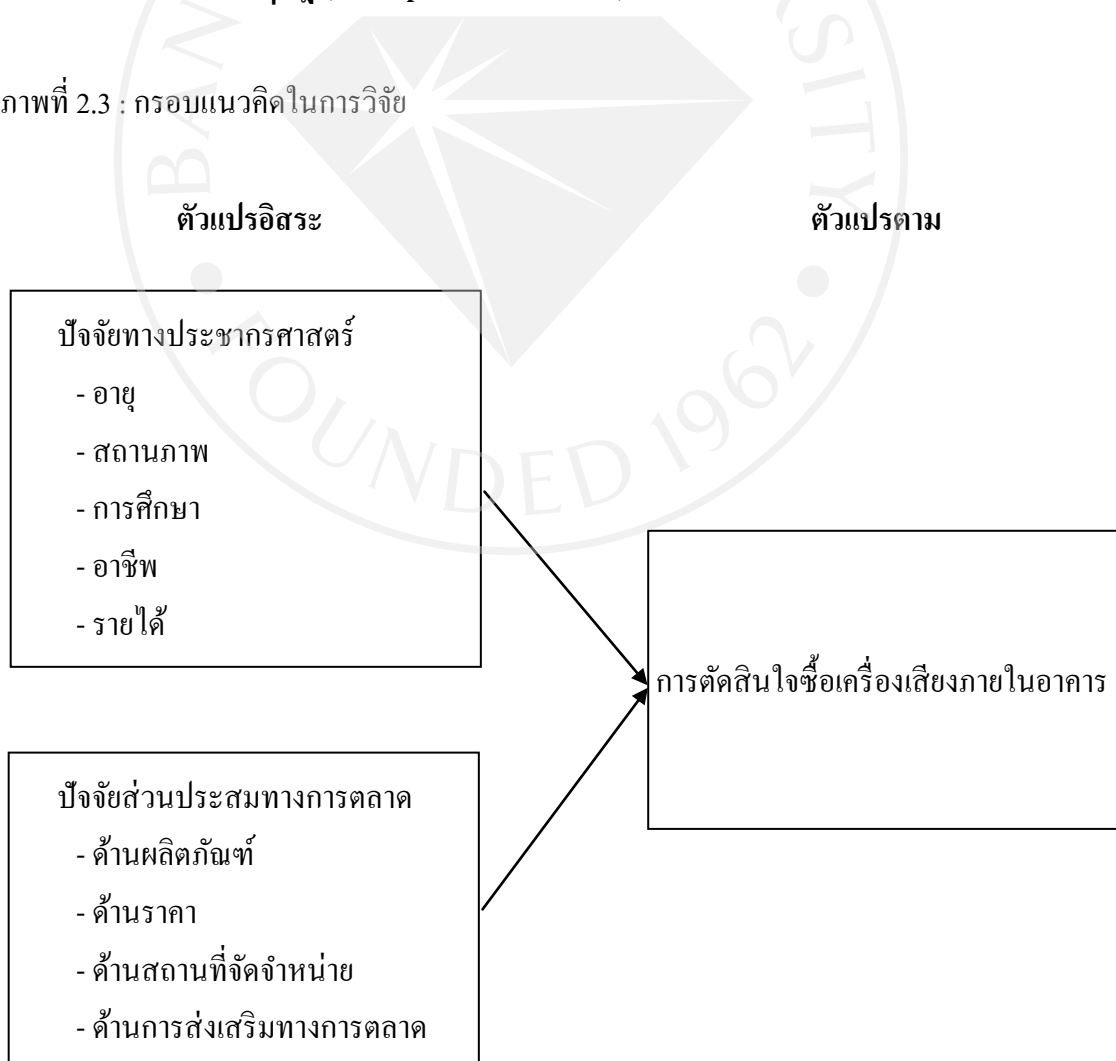 ภาพที่ 2.3 : กรอบแนวคิดในการวิจัย
ตัวแปรอิสระ
ตัวแปรตาม
ปัจจัยทางประชากรศาสตร์
- อายุ
- สถานภาพ
- การศึกษา
- อาชีพ
- รายได้
การตัดสินใจซื้อเครื่องเสียงภายในอาคาร
ปัจจัยส่วนประสมทางการตลาด
- ด้านผลิตภัณฑ์
- ด้านราคา
- ด้านสถานที่จัดจำหน่าย
- ด้านการส่งเสริมทางการตลาด
FOUNDED 1962